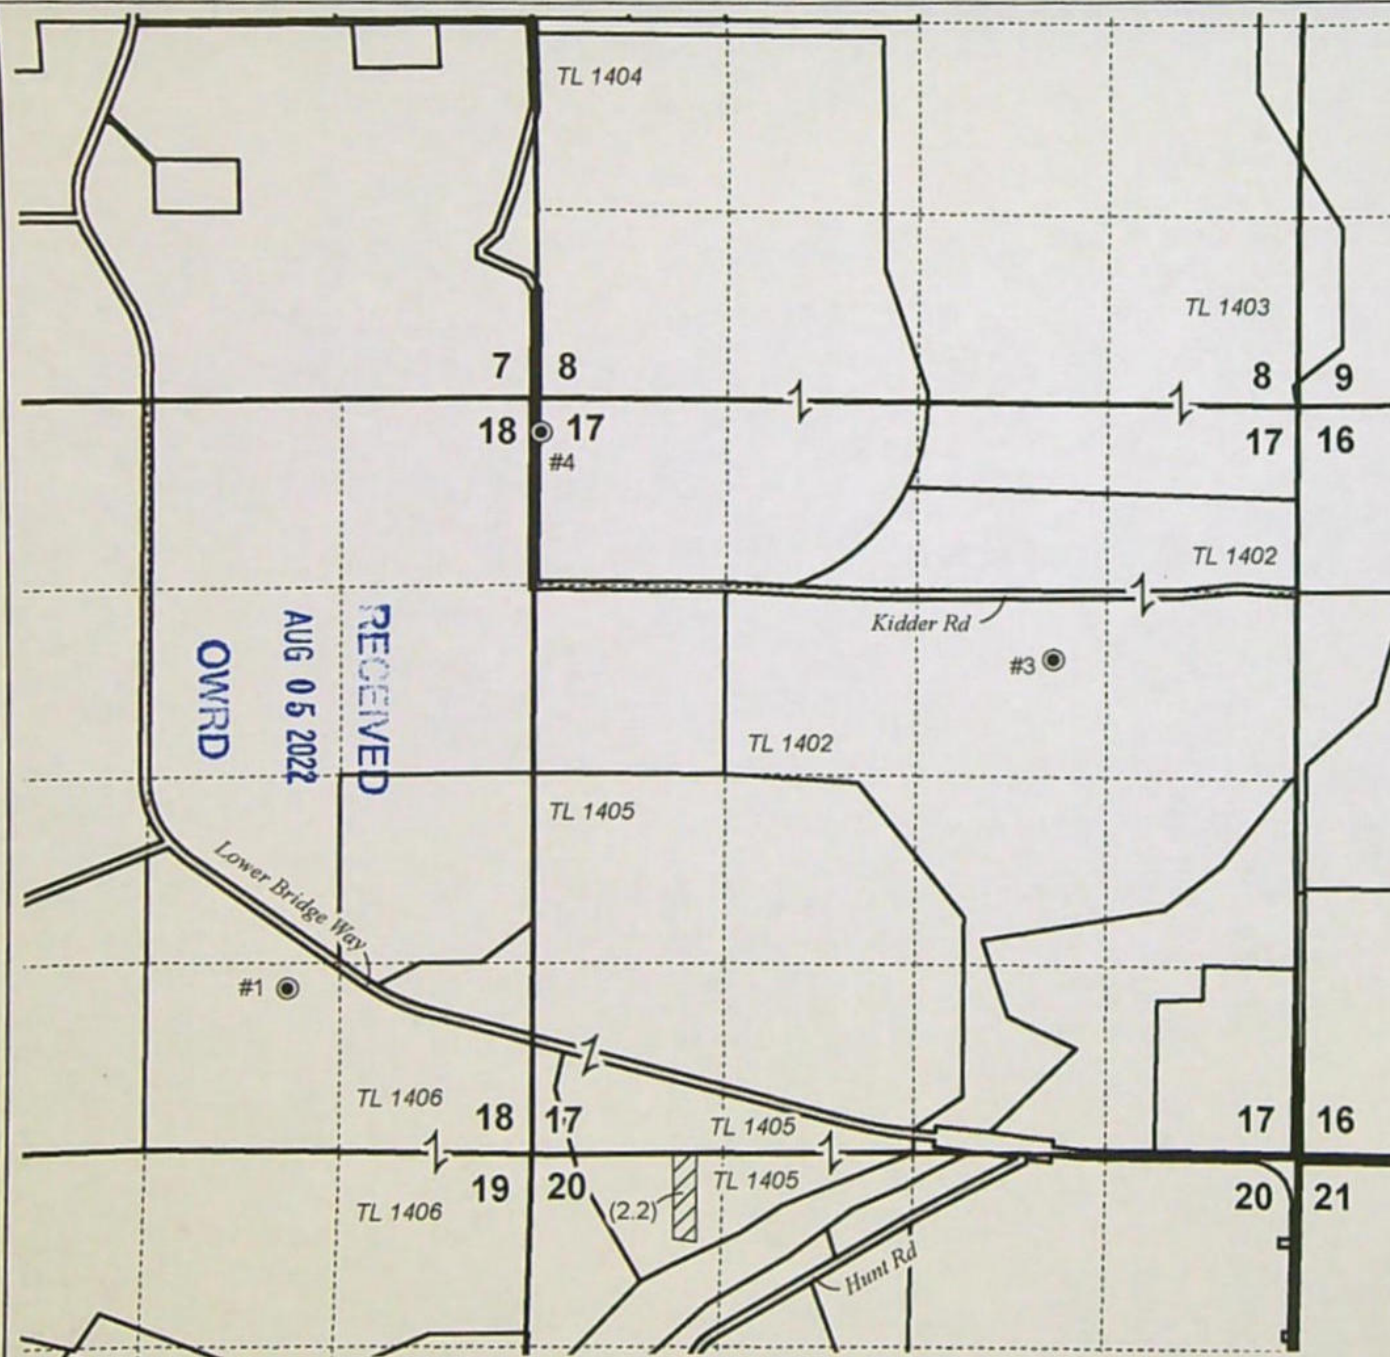 TL 1404
TL 1403
7 8
8 9
18 17
17 16
#4
TL 1402
Kidder Rd
RECEIVED
AUG 05 2022
OWRD
#3
TL 1402
TL 1405
Lower Bridge Way
#1
TL 1406
18 17
TL 1405
17 16
19 20
TL 1405
20 21
(2.2)
TL 1406
Hunt Rd